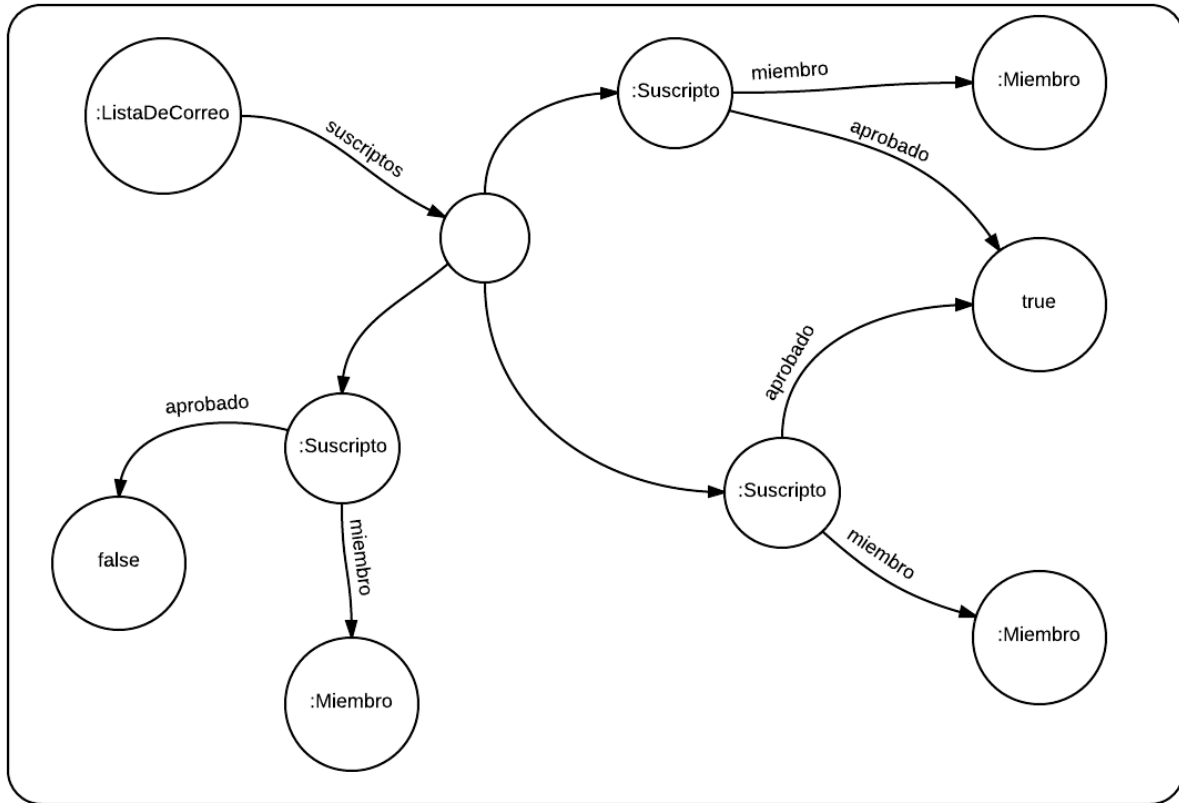 :ListaDeCorreo
suscriptos
:Suscripto
miembro
:Miembro
aprobado
true
aprobado
:Suscripto
miembro
:Miembro
aprobado
:Suscripto
false
miembro
:Miembro